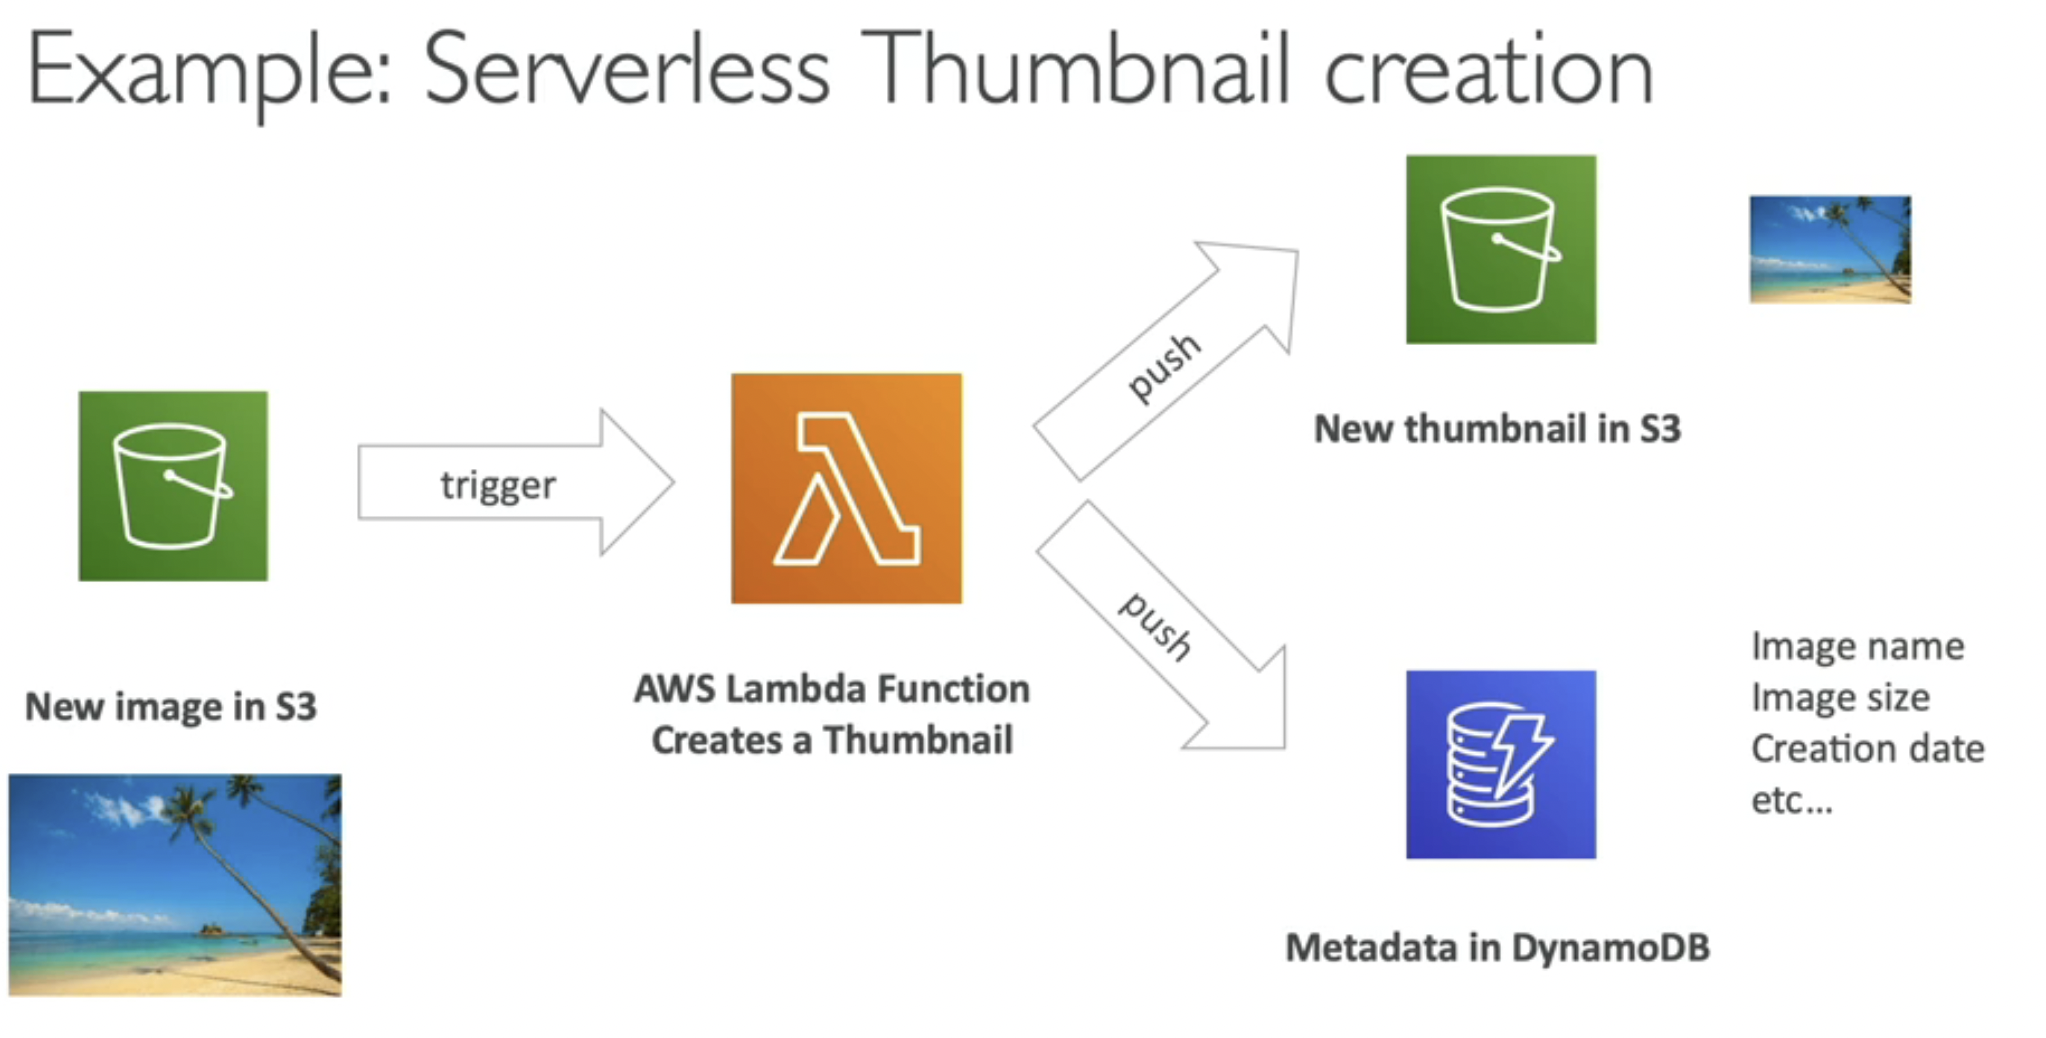 Example: Serverless Thumbnail creation
trigger
push
push
New image in S3
AWS Lambda Function
Creates a Thumbnail
New thumbnail in S3
Image name
Image size
Creation date
etc...
Metadata in DynamoDB